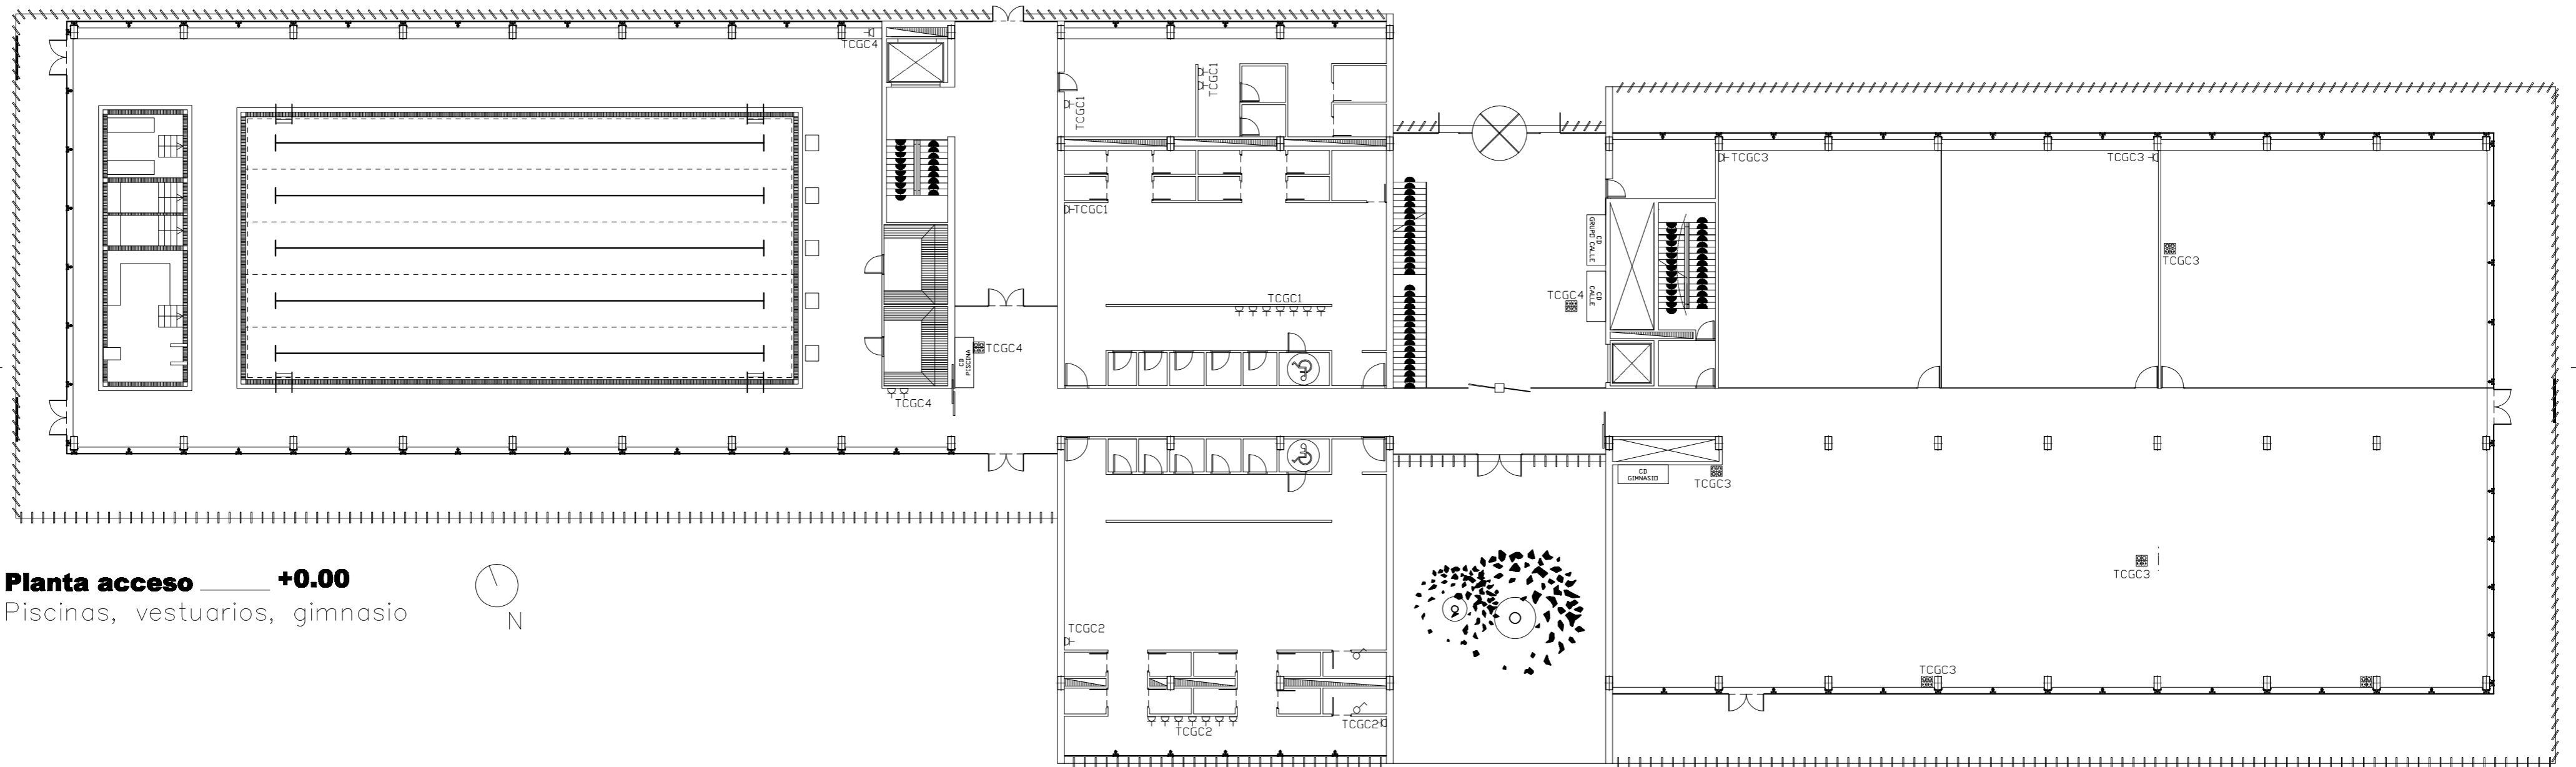 TCGC4
TCGC1
TCGC1
TCGC3
TCGC3
TCGC1
CD
GRUPO CALLE
TCGC3
CD
CALLE
TCGC4
TCGC1
TCGC4
CD
PISCINA
TCGC4
CD
GIMNASIO
TCGC3
TCGC3
Planta acceso ______ +0.00
Piscinas, vestuarios, gimnasio
N
TCGC2
TCGC3
TCGC2
TCGC2